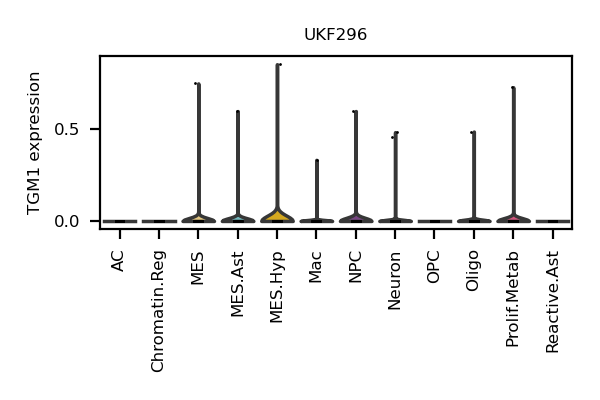 UKF296
TGM1 expression
0.5
0.0
AC
Chromatin.Reg
MES
MES.Ast
MES.Hyp
Mac
NPC
Neuron
OPC
Oligo
Prolif.Metab
Reactive.Ast